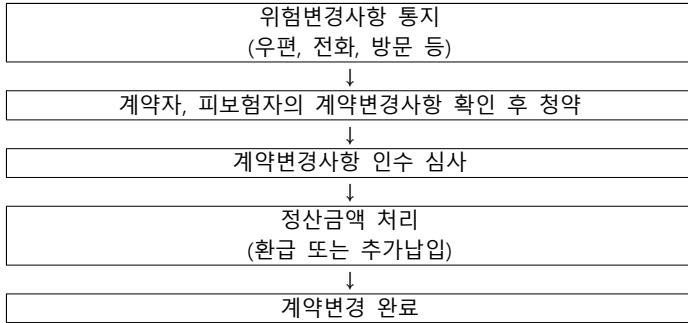 위험변경사항 통지
(우편, 전화, 방문 등)
↓
계약자, 피보험자의 계약변경사항 확인 후 청약
↓
계약변경사항 인수 심사
↓
정산금액 처리
(환급 또는 추가납입)
↓
계약변경 완료